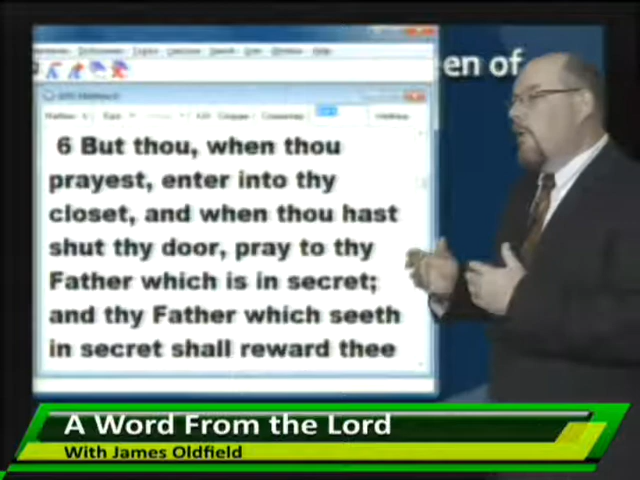 een of
6 But thou, when thou
prayest, enter into thy
closet, and when thou hast
shut thy door, pray to thy
Father which is in secret;
and thy Father which seeth
in secret shall reward thee
A Word From the Lord
With James Oldfield